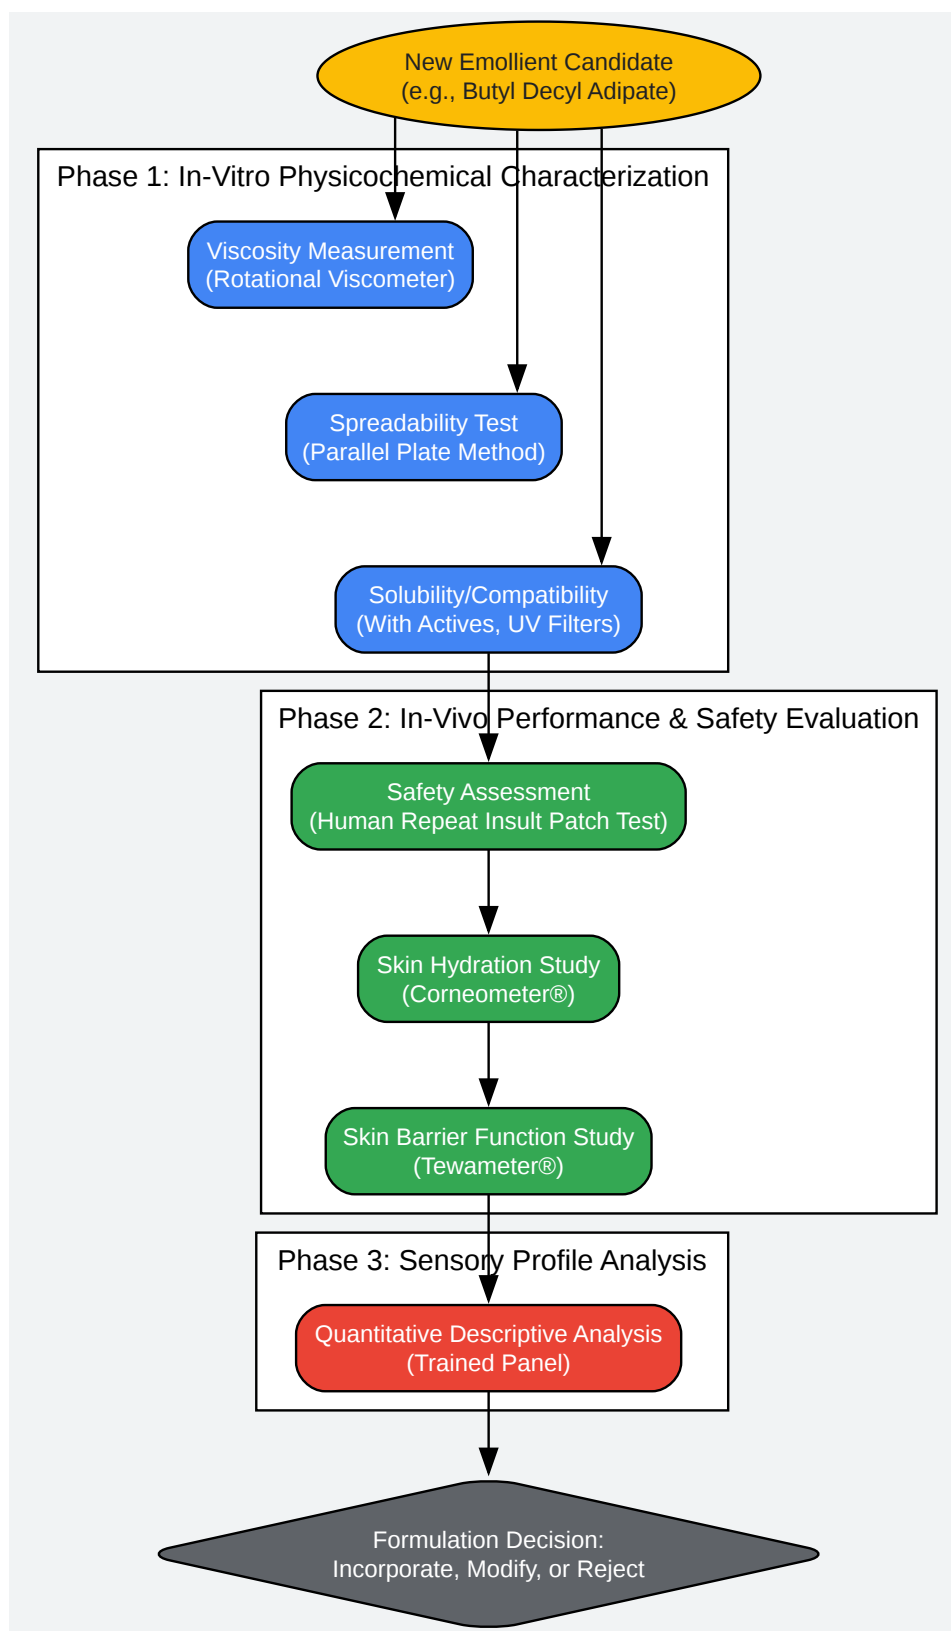 New Emollient Candidate
(e.g., Butyl Decyl Adipate)
Phase 1: In-Vitro Physicochemical Characterization
Viscosity Measurement
(Rotational Viscometer)
Spreadability Test
(Parallel Plate Method)
Solubility/Compatibility
(With Actives, UV Filters)
Phase 2: In-Vivo Performance & Safety Evaluation
Safety Assessment
(Human Repeat Insult Patch Test)
Skin Hydration Study
(Corneometer®)
Skin Barrier Function Study
(Tewameter®)
Phase 3: Sensory Profile Analysis
Quantitative Descriptive Analysis
(Trained Panel)
Formulation Decision:
Incorporate, Modify, or Reject